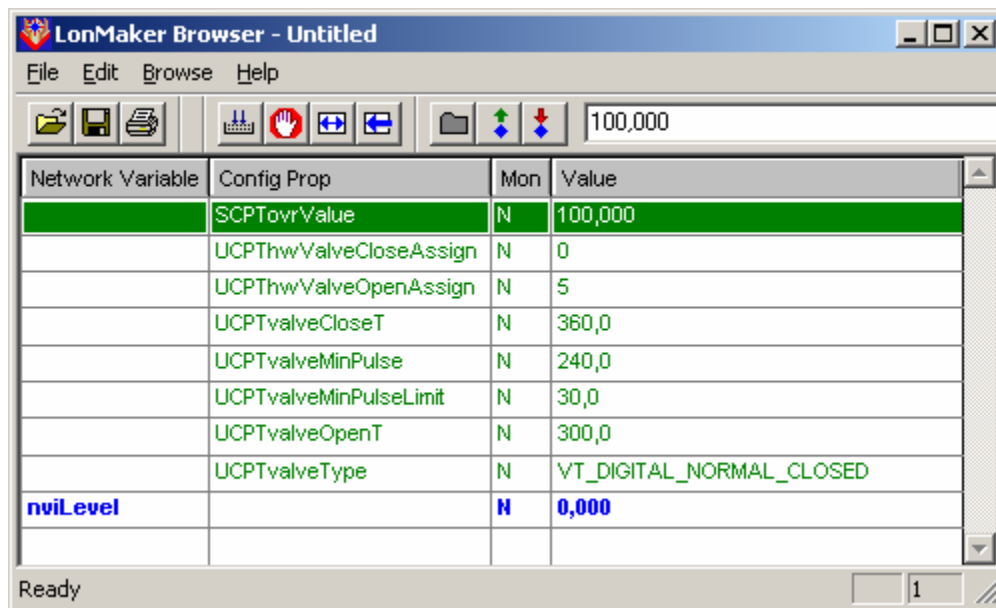 LonMaker Browser - Untitled
File Edit Browse Help
100,000
Network Variable Config Prop Mon Value
SCPTovrValue N 100,000
UCPThwValveCloseAssign N 0
UCPThwValveOpenAssign N 5
UCPTvalveCloseT N 360,0
UCPTvalveMinPulse N 240,0
UCPTvalveMinPulseLimit N 30,0
UCPTvalveOpenT N 300,0
UCPTvalveType N VT_DIGITAL_NORMAL_CLOSED
nviLevel N 0,000
Ready 1